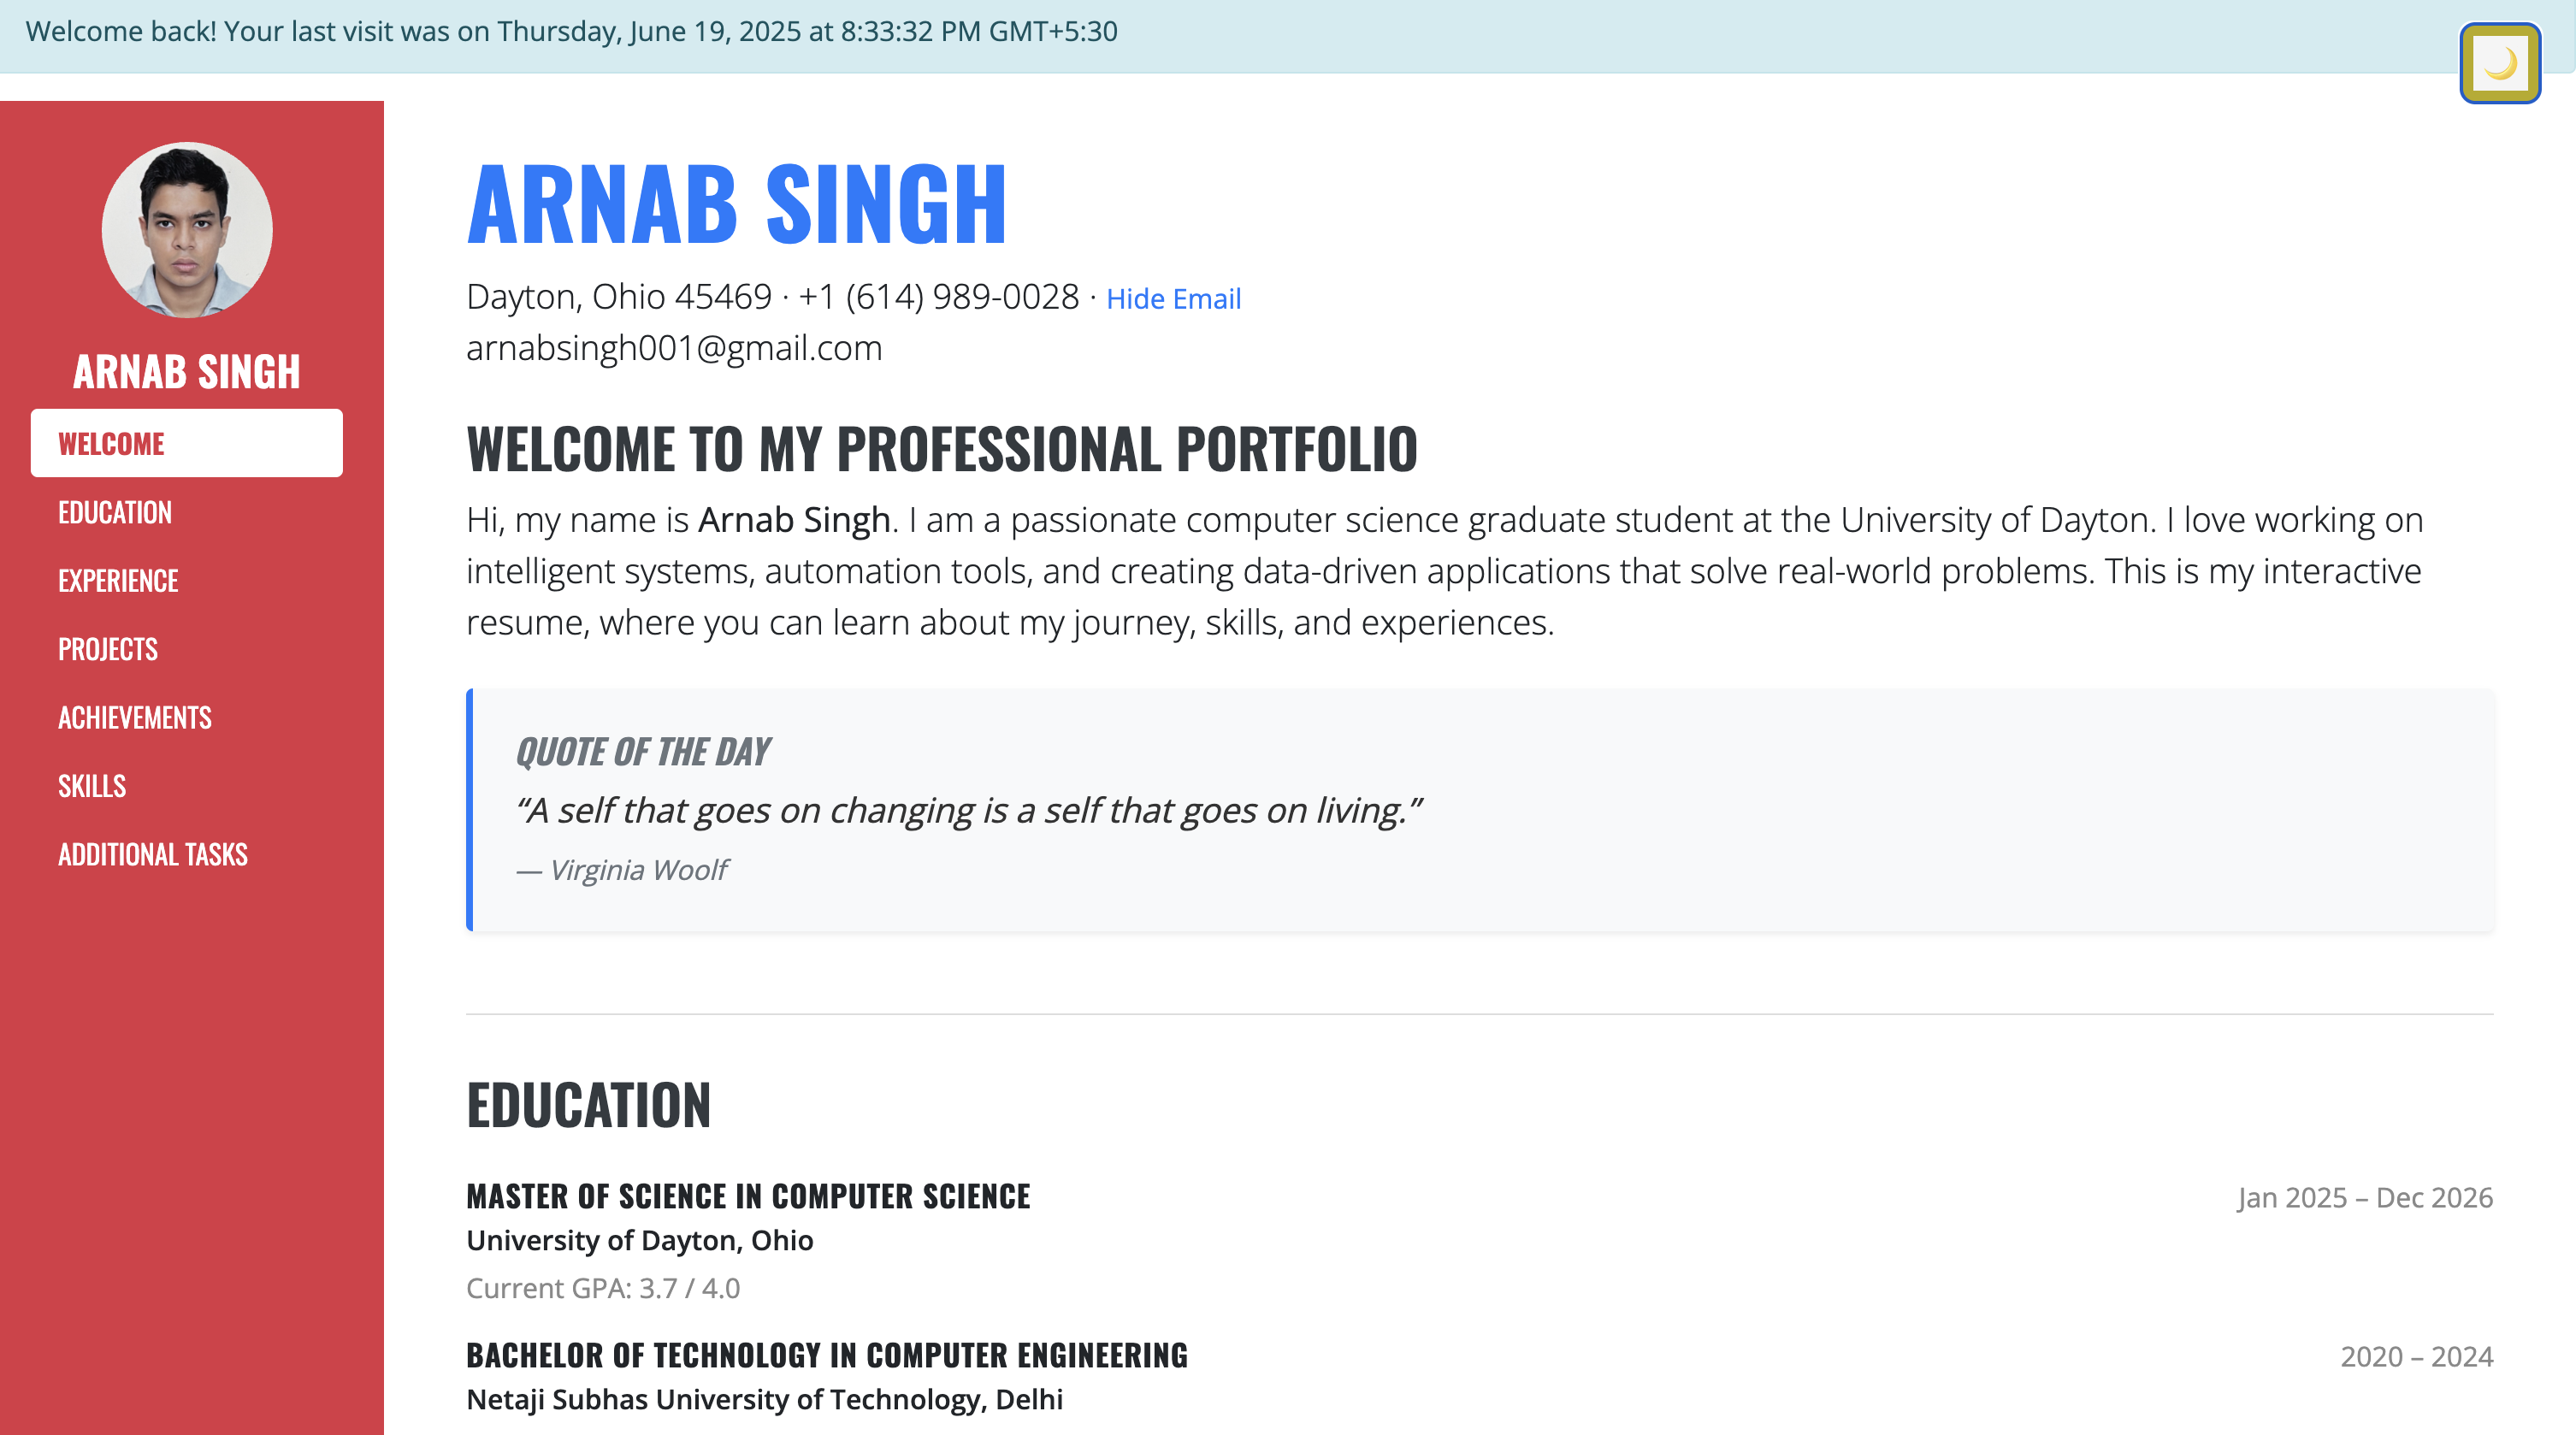 Welcome back! Your last visit was on Thursday, June 19, 2025 at 8:33:32 PM GMT+5:30
ARNAB SINGH
WELCOME
EDUCATION
EXPERIENCE
PROJECTS
ACHIEVEMENTS
SKILLS
ADDITIONAL TASKS
ARNAB SINGH
Dayton, Ohio 45469 · +1 (614) 989-0028 · Hide Email
arnabsingh001@gmail.com
WELCOME TO MY PROFESSIONAL PORTFOLIO
Hi, my name is Arnab Singh. I am a passionate computer science graduate student at the University of Dayton. I love working on
intelligent systems, automation tools, and creating data-driven applications that solve real-world problems. This is my interactive
resume, where you can learn about my journey, skills, and experiences.
QUOTE OF THE DAY
“A self that goes on changing is a self that goes on living.”
— Virginia Woolf
EDUCATION
MASTER OF SCIENCE IN COMPUTER SCIENCE Jan 2025 – Dec 2026
University of Dayton, Ohio
Current GPA: 3.7 / 4.0
BACHELOR OF TECHNOLOGY IN COMPUTER ENGINEERING 2020 – 2024
Netaji Subhas University of Technology, Delhi